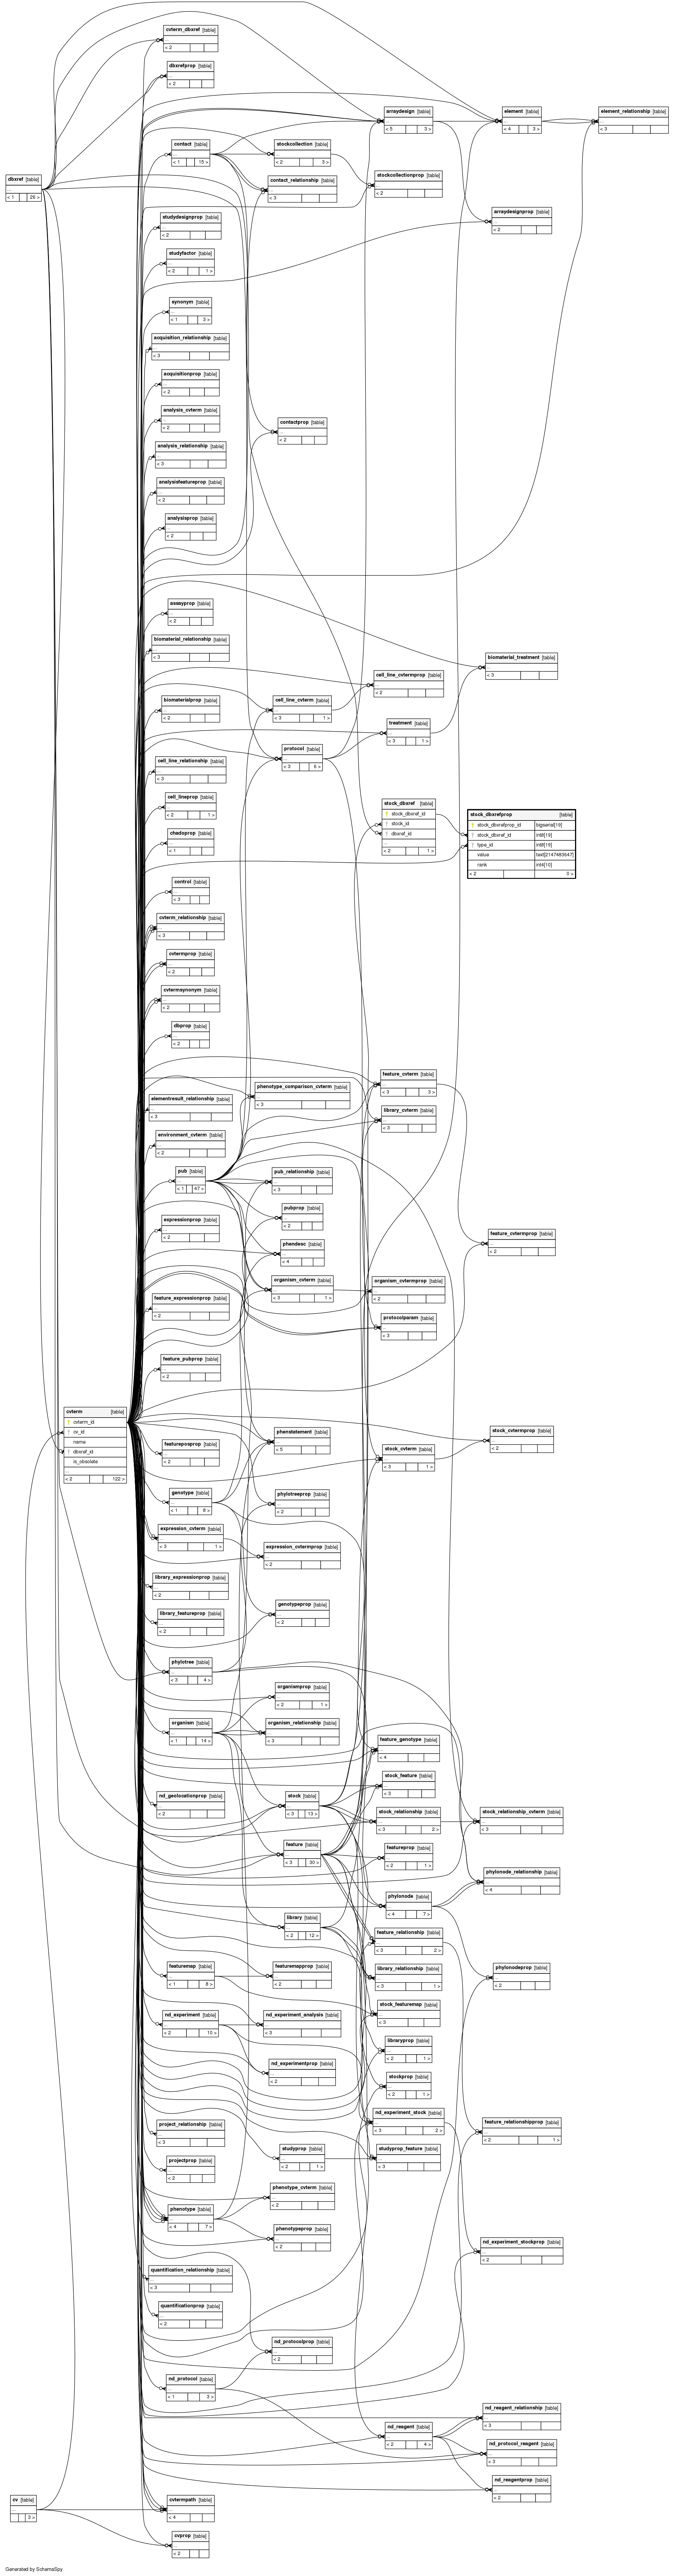 cvterm_dbxref [table]
...
< 2
dbxrefprop [table]
...
< 2
arraydesign [table]
...
< 5 3 >
element [table]
...
< 4 3 >
element_relationship [table]
...
< 3
contact [table]
...
< 1 15 >
stockcollection [table]
...
< 2 3 >
dbxref [table]
...
< 1 26 >
contact_relationship [table]
...
< 3
stockcollectionprop [table]
...
< 2
studydesignprop [table]
...
< 2
arraydesignprop [table]
...
< 2
studyfactor [table]
...
< 2 1 >
synonym [table]
...
< 1 3 >
acquisition_relationship [table]
...
< 3
acquisitionprop [table]
...
< 2
analysis_cvterm [table]
...
< 2
contactprop [table]
...
< 2
analysis_relationship [table]
...
< 3
analysisfeatureprop [table]
...
< 2
analysisprop [table]
...
< 2
assayprop [table]
...
< 2
biomaterial_relationship [table]
...
< 3
biomaterial_treatment [table]
...
< 3
cell_line_cvtermprop [table]
...
< 2
biomaterialprop [table]
...
< 2
cell_line_cvterm [table]
...
< 3 1 >
treatment [table]
...
< 3 1 >
protocol [table]
...
< 3 6 >
cell_line_relationship [table]
...
< 3
cell_lineprop [table]
...
< 2 1 >
stock_dbxref [table]
stock_dbxref_id
stock_id
dbxref_id
...
< 2 1 >
stock_dbxrefprop [table]
stock_dbxrefprop_id bigserial[19]
stock_dbxref_id int8[19]
type_id int8[19]
value text[2147483647]
rank int4[10]
< 2 0 >
chadoprop [table]
...
< 1
control [table]
...
< 3
cvterm_relationship [table]
...
< 3
cvtermprop [table]
...
< 2
cvtermsynonym [table]
...
< 2
dbprop [table]
...
< 2
feature_cvterm [table]
...
< 3 3 >
phenotype_comparison_cvterm [table]
...
< 3
elementresult_relationship [table]
...
< 3
library_cvterm [table]
...
< 3
environment_cvterm [table]
...
< 2
pub [table]
...
< 1 47 >
pub_relationship [table]
...
< 3
pubprop [table]
...
< 2
expressionprop [table]
...
< 2
feature_cvtermprop [table]
...
< 2
phendesc [table]
...
< 4
organism_cvterm [table]
...
< 3 1 >
organism_cvtermprop [table]
...
< 2
feature_expressionprop [table]
...
< 2
protocolparam [table]
...
< 3
feature_pubprop [table]
...
< 2
cvterm [table]
cvterm_id
cv_id
name
dbxref_id
is_obsolete
...
< 2 122 >
phenstatement [table]
...
< 5
stock_cvtermprop [table]
...
< 2
featureposprop [table]
...
< 2
stock_cvterm [table]
...
< 3 1 >
genotype [table]
...
< 1 8 >
phylotreeprop [table]
...
< 2
expression_cvterm [table]
...
< 3 1 >
expression_cvtermprop [table]
...
< 2
library_expressionprop [table]
...
< 2
genotypeprop [table]
...
< 2
library_featureprop [table]
...
< 2
phylotree [table]
...
< 3 4 >
organismprop [table]
...
< 2 1 >
organism [table]
...
< 1 14 >
organism_relationship [table]
...
< 3
feature_genotype [table]
...
< 4
stock_feature [table]
...
< 3
nd_geolocationprop [table]
...
< 2
stock [table]
...
< 3 13 >
stock_relationship [table]
...
< 3 2 >
stock_relationship_cvterm [table]
...
< 3
feature [table]
...
< 3 30 >
featureprop [table]
...
< 2 1 >
phylonode_relationship [table]
...
< 4
phylonode [table]
...
< 4 7 >
library [table]
...
< 2 12 >
feature_relationship [table]
...
< 3 2 >
featuremap [table]
...
< 1 8 >
featuremapprop [table]
...
< 2
library_relationship [table]
...
< 3 1 >
phylonodeprop [table]
...
< 2
stock_featuremap [table]
...
< 3
nd_experiment [table]
...
< 2 10 >
nd_experiment_analysis [table]
...
< 3
libraryprop [table]
...
< 2 1 >
nd_experimentprop [table]
...
< 2
stockprop [table]
...
< 2 1 >
nd_experiment_stock [table]
...
< 3 2 >
project_relationship [table]
...
< 3
feature_relationshipprop [table]
...
< 2 1 >
studyprop [table]
...
< 2 1 >
studyprop_feature [table]
...
< 3
projectprop [table]
...
< 2
phenotype_cvterm [table]
...
< 2
phenotype [table]
...
< 4 7 >
phenotypeprop [table]
...
< 2
nd_experiment_stockprop [table]
...
< 2
quantification_relationship [table]
...
< 3
quantificationprop [table]
...
< 2
nd_protocolprop [table]
...
< 2
nd_protocol [table]
...
< 1 3 >
nd_reagent_relationship [table]
...
< 3
nd_reagent [table]
...
< 2 4 >
nd_protocol_reagent [table]
...
< 3
nd_reagentprop [table]
...
< 2
cv [table]
...
3 >
cvtermpath [table]
...
< 4
cvprop [table]
...
< 2
Generated by SchemaSpy